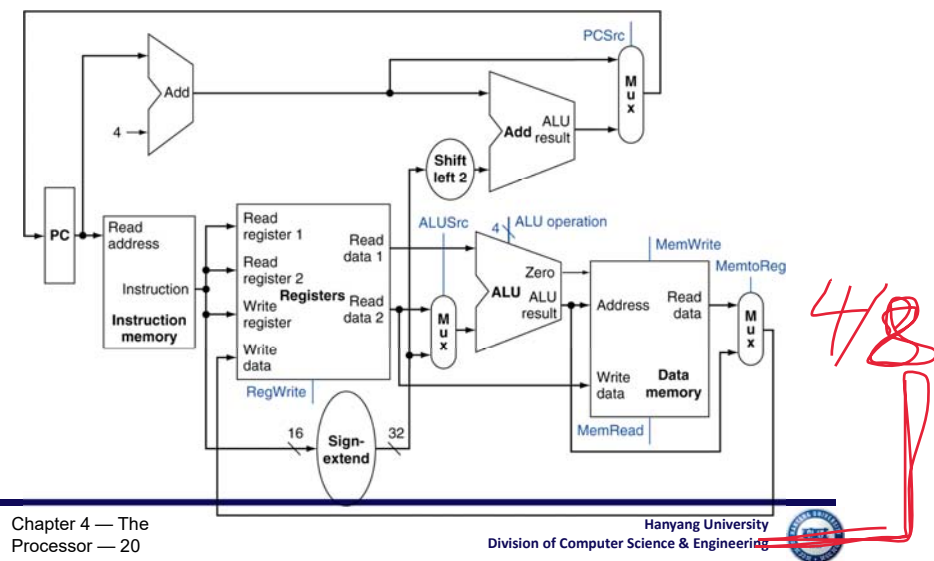 PCSrc
Mux
Add
4
Add
ALU result
Shift left 2
PC
Read address
Instruction
Instruction memory
Read register 1
Read register 2
Write register
Write data
Registers
Read data 1
Read data 2
RegWrite
ALUSrc
Mux
4
ALU operation
Zero
ALU
ALU result
MemWrite
Address
Read data
Write data
Data memory
MemRead
MemtoReg
Mux
16
Sign-extend
32
Chapter 4 — The
Processor — 20
Hanyang University
Division of Computer Science & Engineering